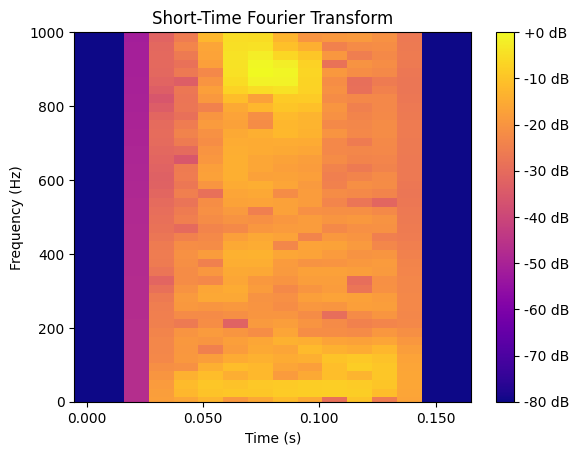 Short-Time Fourier Transform
1000
800
600
400
200
0
Frequency (Hz)
0.000
0.050
0.100
0.150
Time (s)
+0 dB
-10 dB
-20 dB
-30 dB
-40 dB
-50 dB
-60 dB
-70 dB
-80 dB